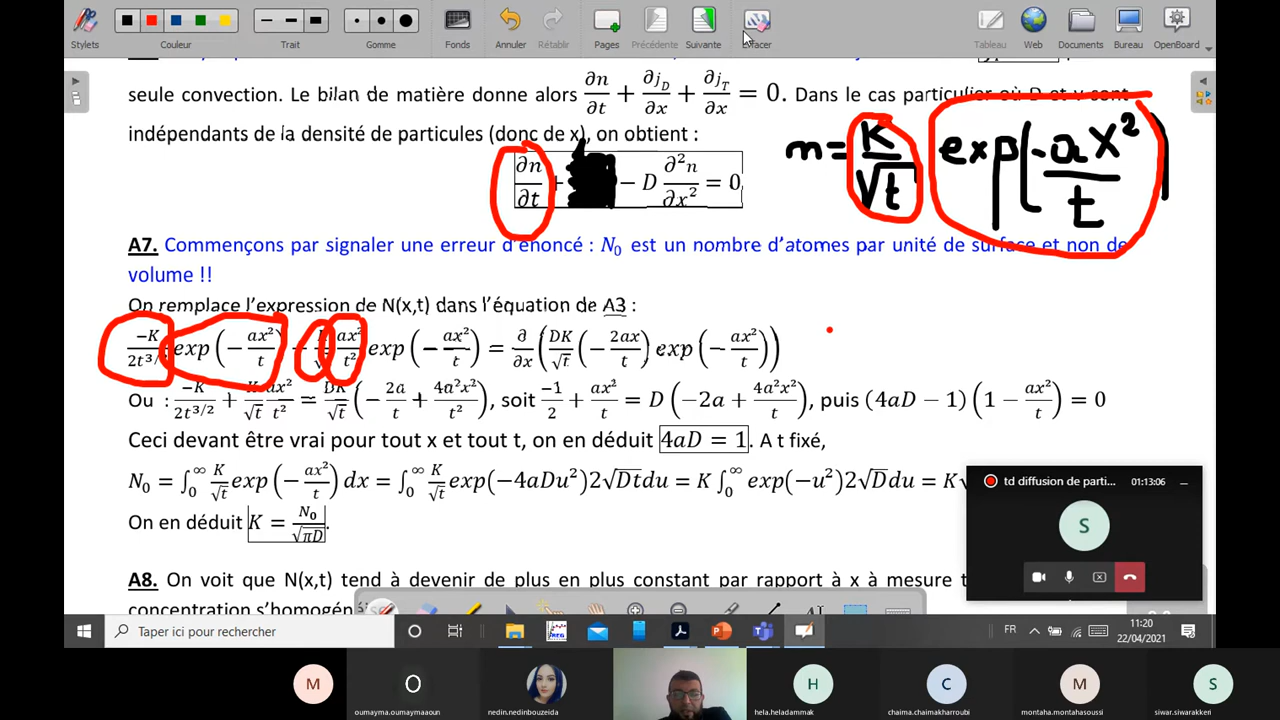 Stylets
Couleur
Trait
Gomme
Fonds
Annuler
Rétablir
Pages
Précédente
Suivante
Effacer
Tableau
Web
Documents
Bureau
OpenBoard
seule convection. Le bilan de matière donne alors ∂n/∂t + ∂j_D/∂x + ∂j_T/∂x = 0. Dans le cas particulier où D et v sont
indépendants de la densité de particules (donc de x), on obtient :
∂n/∂t + − D ∂²n/∂x² = 0
n = K/√t exp(-ax²/t)
A7. Commençons par signaler une erreur d'énoncé : N₀ est un nombre d'atomes par unité de surface et non de
volume !!
On remplace l'expression de N(x,t) dans l'équation de A3 :
−K/2t³/ exp(−ax²/t) − ax²/t² exp(−ax²/t) = ∂/∂x(DK/√t(−2ax/t) exp(−ax²/t))
Ou : −K/2t^3/2 + K/√t ax²/t² = DK/√t(−2a/t + 4a²x²/t²), soit −1/2 + ax²/t = D(−2a + 4a²x²/t), puis (4aD − 1)(1 − ax²/t) = 0
Ceci devant être vrai pour tout x et tout t, on en déduit 4aD = 1. A t fixé,
N₀ = ∫₀^∞ K/√t exp(−ax²/t) dx = ∫₀^∞ K/√t exp(−4aDu²)2√Dtdu = K ∫₀^∞ exp(−u²)2√Ddu = K√
On en déduit K = N₀/√πD.
A8. On voit que N(x,t) tend à devenir de plus en plus constant par rapport à x à mesure
concentration s'homogén
td diffusion de parti...
01:13:06
S
Taper ici pour rechercher
FR
11:20
22/04/2021
M
O
H
C
M
S
oumayma.oumaymaaoun
nedin.nedinbouzeida
hela.heladammak
chaima.chaimakharroubi
montaha.montahasoussi
siwar.siwarakkeri